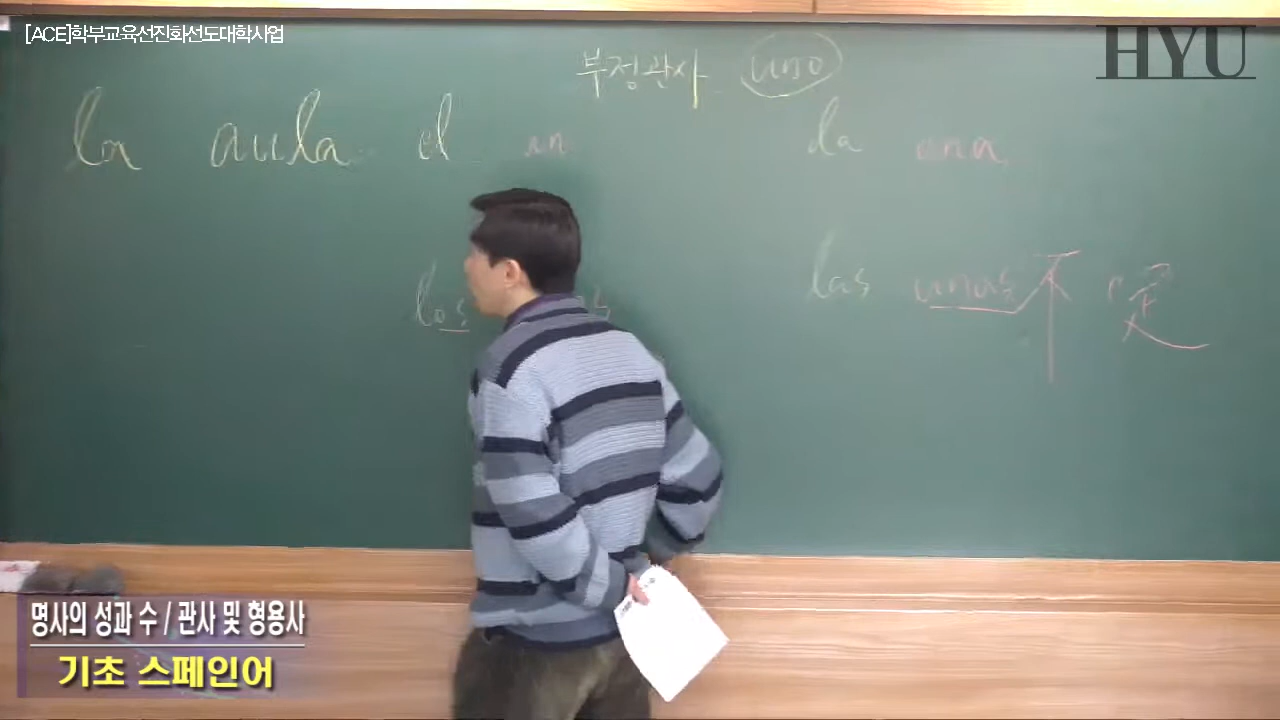 [ACE]학부교육선진화선도대학사업
HYU
부정관사 uno
la aula el un la una
los las unas 不 定
명사의 성과 수 / 관사 및 형용사
기초 스페인어